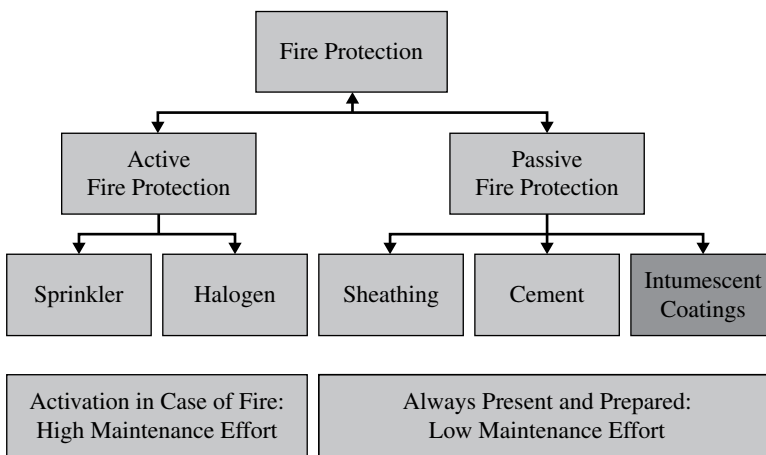 Fire Protection
Active
Fire Protection
Passive
Fire Protection
Sprinkler
Halogen
Sheathing
Cement
Intumescent
Coatings
Activation in Case of Fire:
High Maintenance Effort
Always Present and Prepared:
Low Maintenance Effort